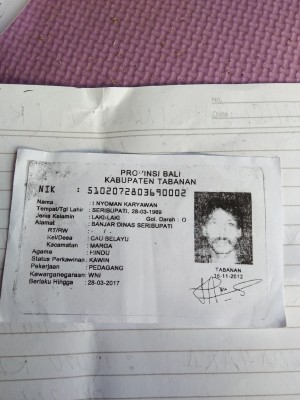 No.
Date
PROVINSI BALI
KABUPATEN TABANAN
NIK : 5102072803690002
Nama : I NYOMAN KARYAWAN
Tempat/Tgl Lahir : SERIBUPATI, 28-03-1969
Jenis Kelamin : LAKI-LAKI Gol. Darah : O
Alamat : BANJAR DINAS SERIBUPATI
RT/RW : - / -
Kel/Desa : CAU BELAYU
Kecamatan : MARGA
Agama : HINDU
Status Perkawinan : KAWIN
Pekerjaan : PEDAGANG
Kewarganegaraan : WNI
Berlaku Hingga : 28-03-2017
TABANAN
15-11-2012